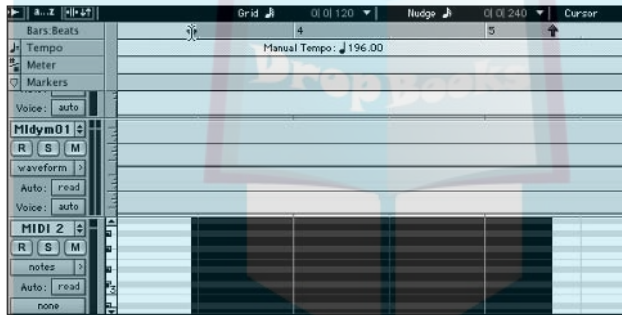 a...z Grid 0| 0| 120 Nudge 0| 0| 240 Cursor
Bars:Beats 4 5
Tempo Manual Tempo: 196.00
Meter
Markers
Voice: auto
MIdym01
R S M
waveform
Auto: read
Voice: auto
MIDI 2
R S M
notes
Auto: read
none
Drop Books